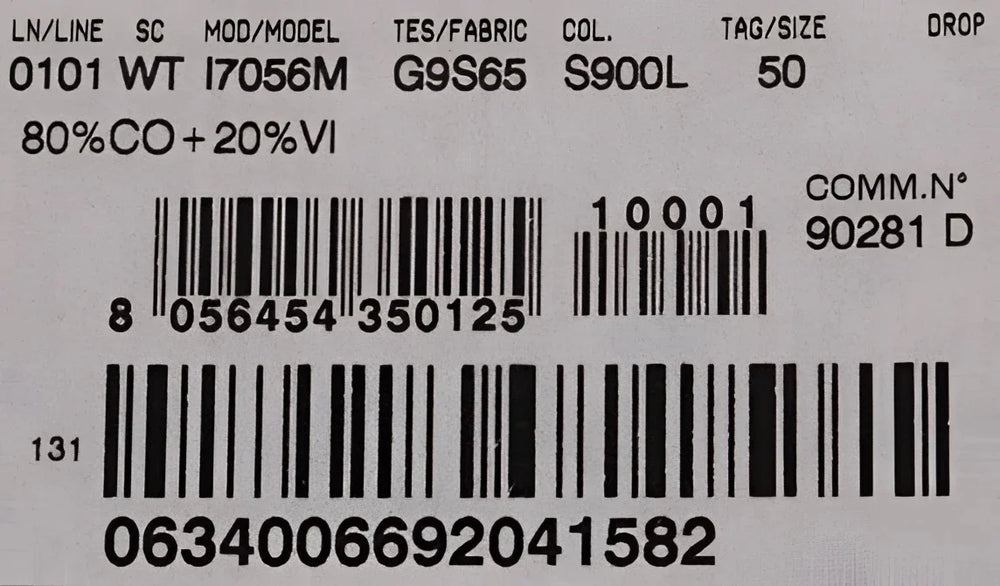 LN/LINE SC MOD/MODEL TES/FABRIC COL. TAG/SIZE DROP
0101 WT I7056M G9S65 S900L 50
80%CO+20%VI
COMM.N°
90281 D
10001
8 056454 350125
131
0634006692041582